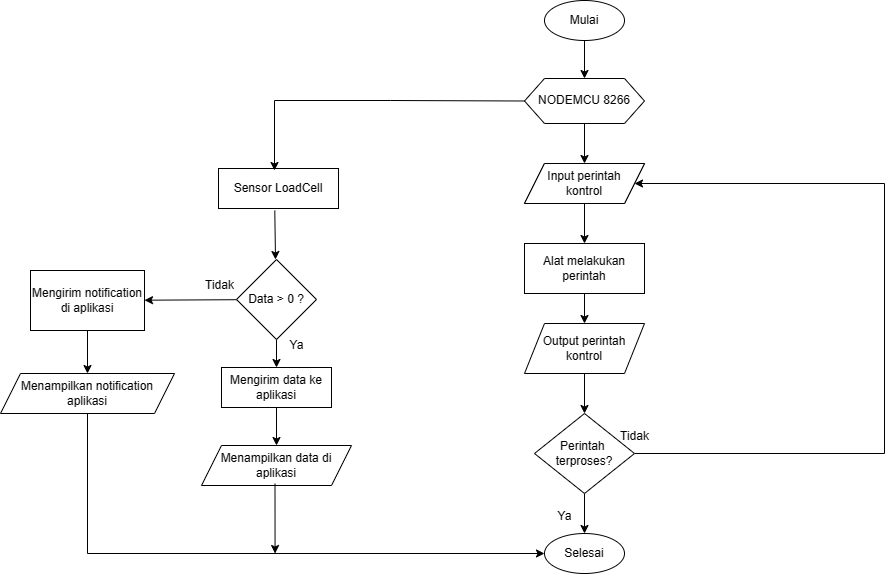 Mulai
NODEMCU 8266
Sensor LoadCell
Input perintah
kontrol
Alat melakukan
perintah
Tidak
Data > 0 ?
Mengirim notification
di aplikasi
Ya
Output perintah
kontrol
Mengirim data ke
aplikasi
Menampilkan notification
aplikasi
Menampilkan data di
aplikasi
Perintah
terproses?
Tidak
Ya
Selesai